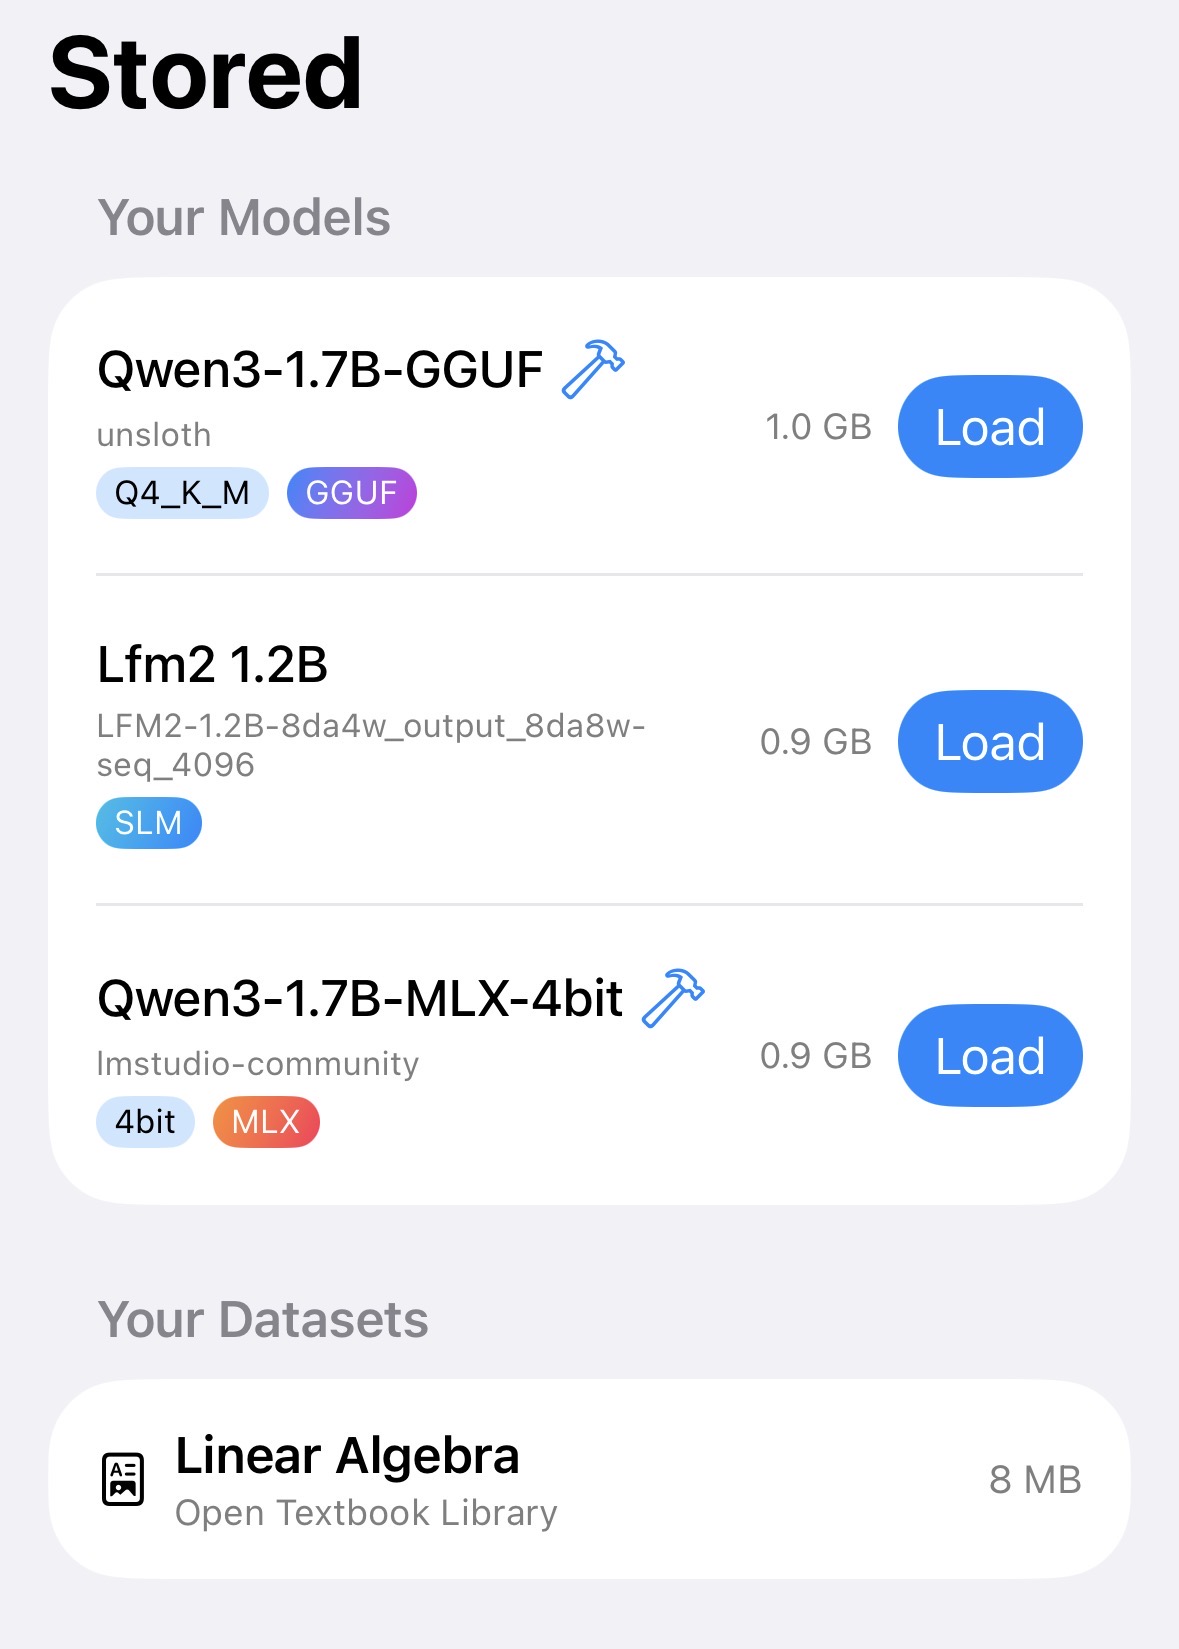 Stored
Your Models
Qwen3-1.7B-GGUF
unsloth
Q4_K_M GGUF
1.0 GB Load
Lfm2 1.2B
LFM2-1.2B-8da4w_output_8da8w-
seq_4096
SLM
0.9 GB Load
Qwen3-1.7B-MLX-4bit
lmstudio-community
4bit MLX
0.9 GB Load
Your Datasets
Linear Algebra
Open Textbook Library
8 MB